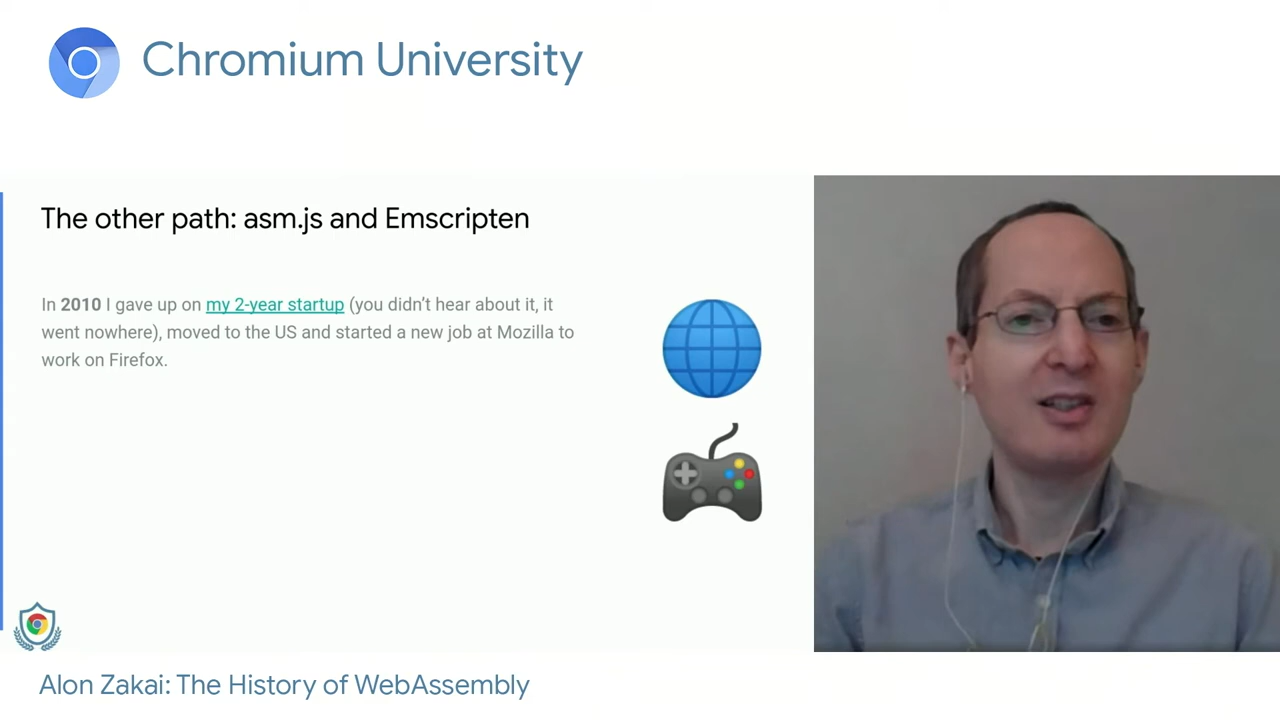 Chromium University
The other path: asm.js and Emscripten
In 2010 I gave up on my 2-year startup (you didn’t hear about it, it
went nowhere), moved to the US and started a new job at Mozilla to
work on Firefox.
Alon Zakai: The History of WebAssembly